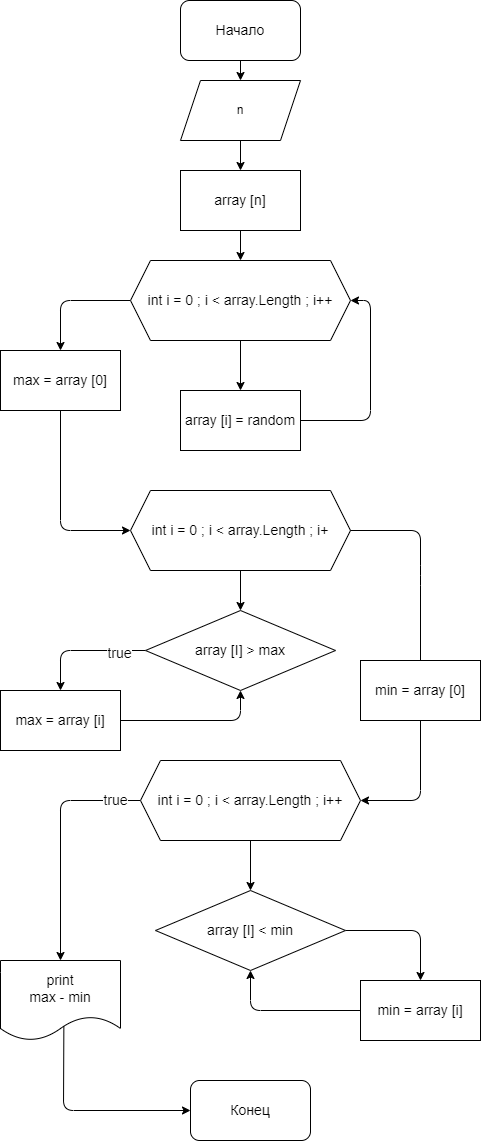 Начало
n
array [n]
int i = 0 ; i < array.Length ; i++
max = array [0]
array [i] = random
int i = 0 ; i < array.Length ; i+
array [I] > max
true
min = array [0]
max = array [i]
int i = 0 ; i < array.Length ; i++
true
array [I] < min
print
max - min
min = array [i]
Конец